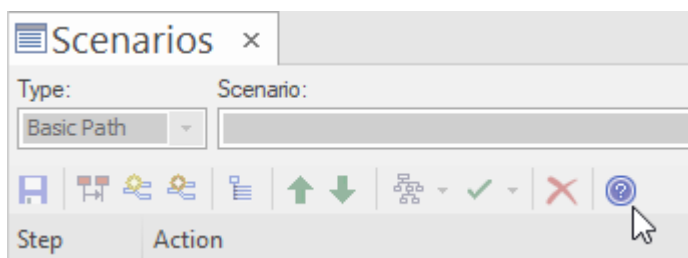 Scenarios
Type: Scenario:
Basic Path
Step Action